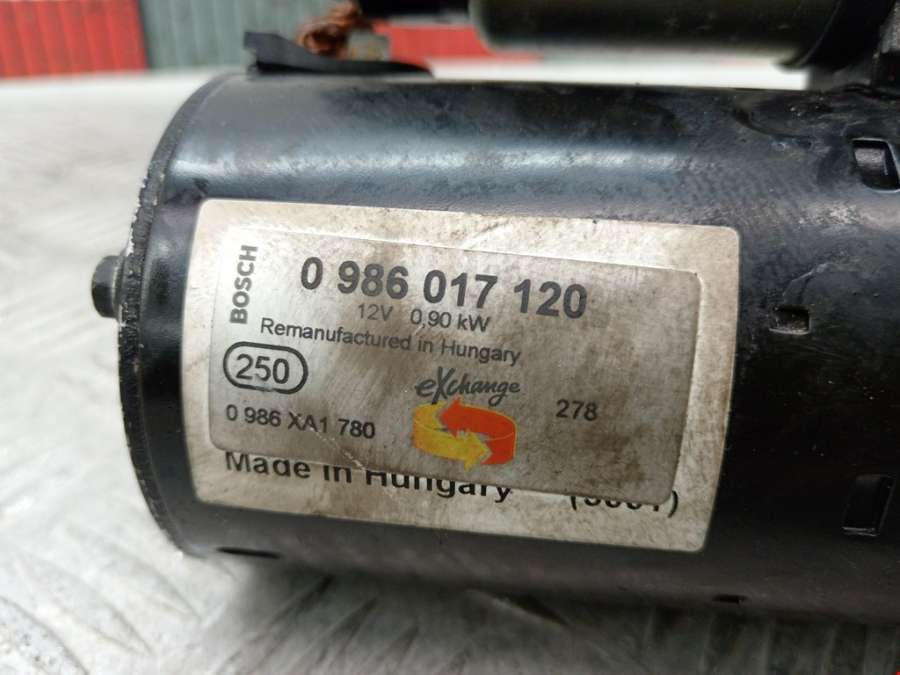 BOSCH
0 986 017 120
12V 0,90 kW
Remanufactured in Hungary
250
eXchange
278
0 986 XA1 780
Made in Hungary